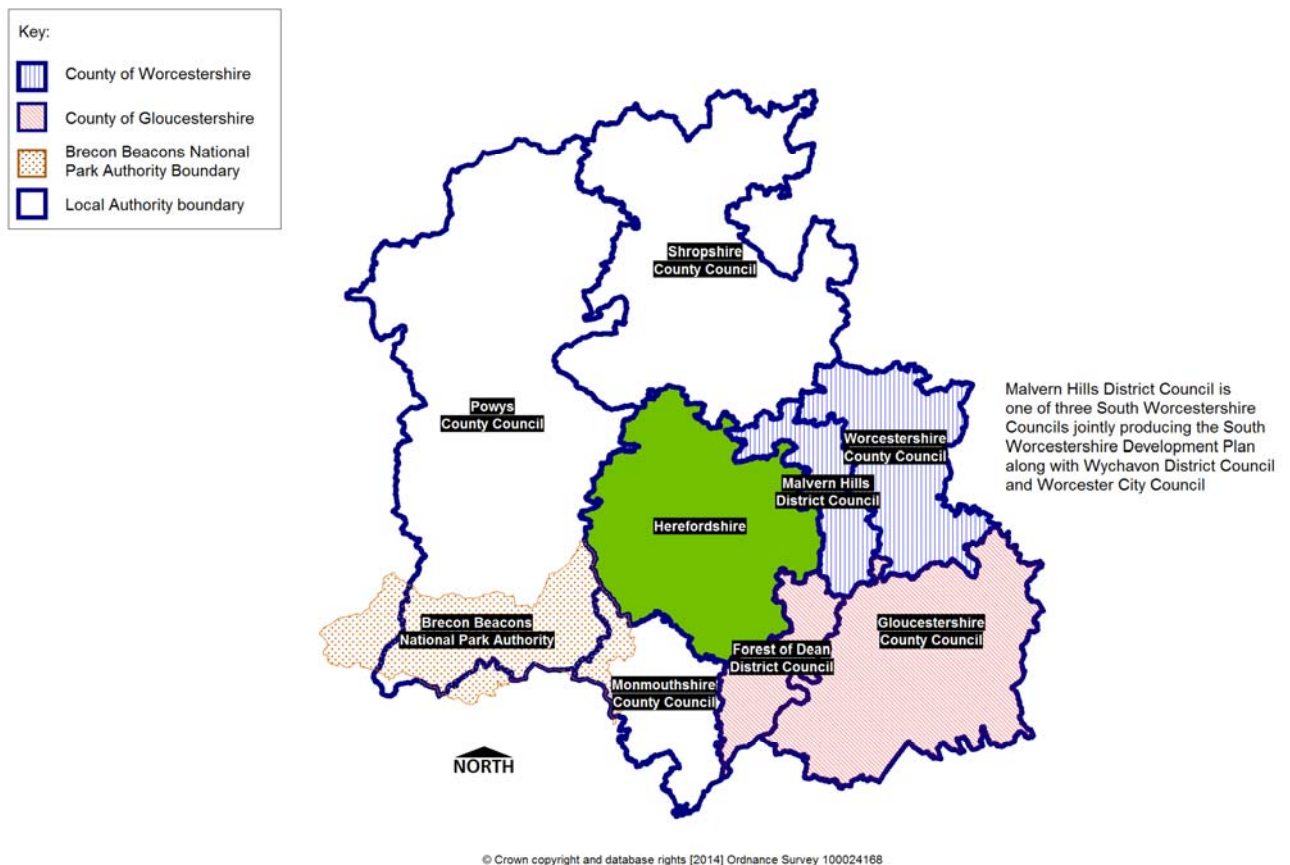 Key:
County of Worcestershire
County of Gloucestershire
Brecon Beacons National
Park Authority Boundary
Local Authority boundary
Shropshire
County Council
Powys
County Council
Worcestershire
County Council
Malvern Hills
District Council
Malvern Hills District Council is
one of three South Worcestershire
Councils jointly producing the South
Worcestershire Development Plan
along with Wychavon District Council
and Worcester City Council
Herefordshire
Brecon Beacons
National Park Authority
Gloucestershire
County Council
Forest of Dean
District Council
Monmouthshire
County Council
NORTH
© Crown copyright and database rights [2014] Ordnance Survey 100024168